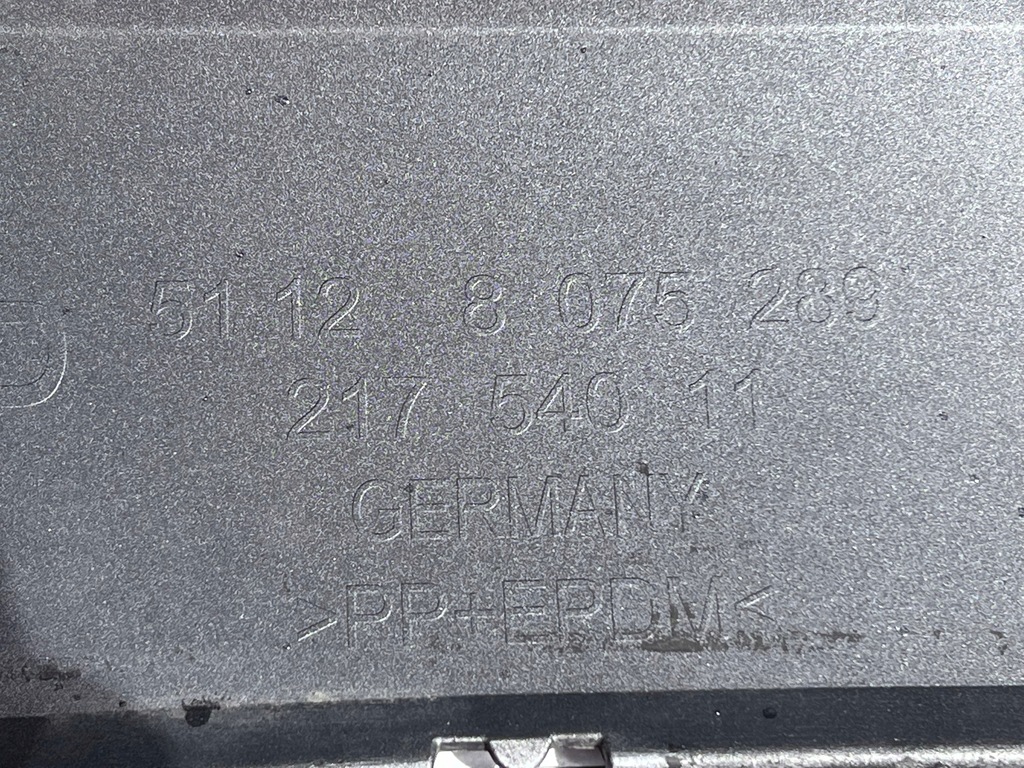 51 12 8 075 289
217 540 11
GERMANY
>PP+EPDM<